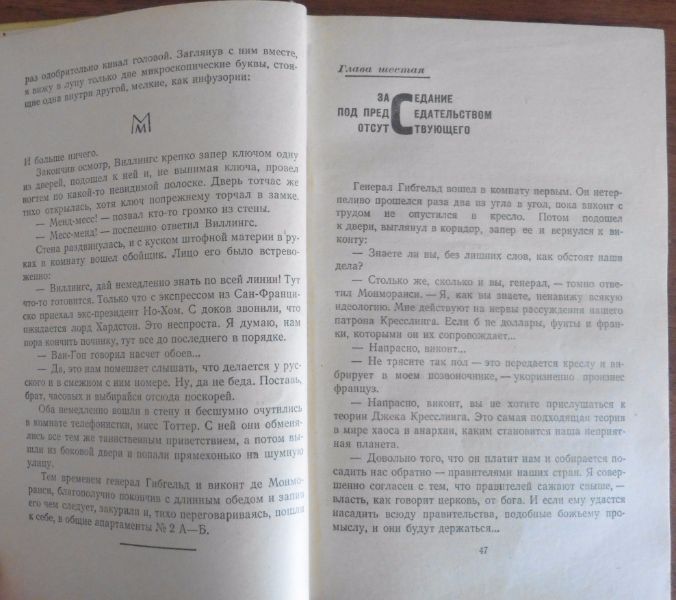 раз одобрительно кивал головой. Заглянув с ним вместе,
я вижу в лупу только две микроскопические буквы, стоя-
щие одна внутри другой, мелкие, как инфузории:
М
М
И больше ничего.
Закончив осмотр, Виллингс крепко запер ключом одну
из дверей, подошел к ней и, не вынимая ключа, провел
ногтем по какой-то невидимой полоске. Дверь тотчас же
тихо открылась, хотя ключ попрежнему торчал в замке.
— Менд-месс! — позвал кто-то громко из стены.
— Месс-менд! — поспешно ответил Виллингс.
Стена раздвинулась, и с куском штофной материи в ру-
ках в комнату вошел обойщик. Лицо его было встрево-
женно:
— Виллингс, дай немедленно знать по всей линии! Тут
что-то готовится. Только что с экспрессом из Сан-Франци-
ско приехал экс-президент Но-Хом. С доков звонили, что
ожидается лорд Хардстон. Это неспроста. Я думаю, нам
пора кончить починку, тут все до последнего в порядке.
— Ван-Гоп говорил насчет обоев...
— Да, это нам помешает слышать, что делается у рус-
ского и в смежном с ним номере. Ну, да не беда. Поставь,
брат, часовых и выбирайся отсюда поскорей.
Оба немедленно вошли в стену и бесшумно очутились
в комнате телефонистки, мисс Тоттер. С ней они обменя-
лись все тем же таинственным приветствием, а потом вы-
шли из боковой двери и попали прямехонько на шумную
улицу.
Тем временем генерал Гибгельд и виконт де Монмо-
ранси, благополучно покончив с длинным обедом и запив
его чем следует, закурили и, тихо переговариваясь, пошли
к себе, в общие апартаменты № 2 А—Б.
Глава шестая
ЗАСЕДАНИЕ
ПОД ПРЕДСЕДАТЕЛЬСТВОМ
ОТСУТСТВУЮЩЕГО
Генерал Гибгельд вошел в комнату первым. Он нетер-
пеливо прошелся раза два из угла в угол, пока виконт с
трудом не опустился в кресло. Потом подошел
к двери, выглянул в коридор, запер ее и вернулся к ви-
конту:
— Знаете ли вы, без лишних слов, как обстоят наши
дела?
— Столько же, сколько и вы, генерал, — томно отве-
тил Монморанси. — Я, как вы знаете, ненавижу всякую
идеологию. Мне действуют на нервы рассуждения нашего
патрона Кресслинга. Если б не доллары, фунты и фран-
ки, которыми он их сопровождает...
— Напрасно, виконт...
— Не трясите так пол — это передается креслу и ви-
брирует в моем позвоночнике, — укоризненно произнес
француз.
— Напрасно, виконт, вы не хотите прислушаться к
теории Джека Кресслинга. Это самая подходящая теория
в мире хаоса и анархии, каким становится наша неприят-
ная планета.
— Довольно того, что он платит нам и собирается по-
садить нас обратно — правителями наших стран. Я совер-
шенно согласен с тем, что правителей сажают свыше, —
власть, как говорит церковь, от бога. И если ему удастся
насадить всюду правительства, подобные божьему про-
мыслу, и они будут держаться...
47